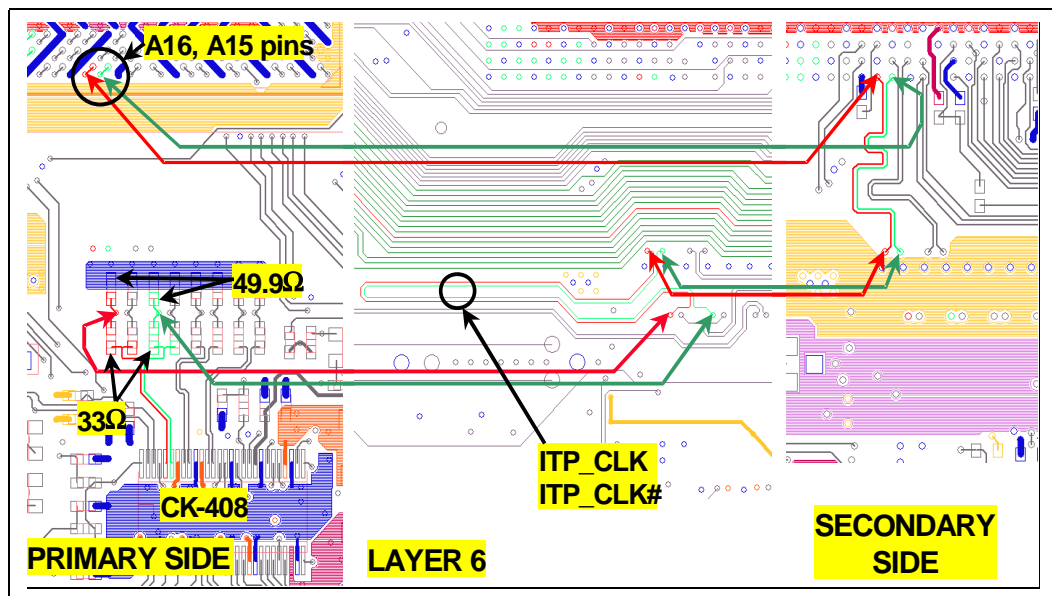 A16, A15 pins
49.9Ω
33Ω
CK-408
PRIMARY SIDE
ITP_CLK
ITP_CLK#
LAYER 6
SECONDARY
SIDE